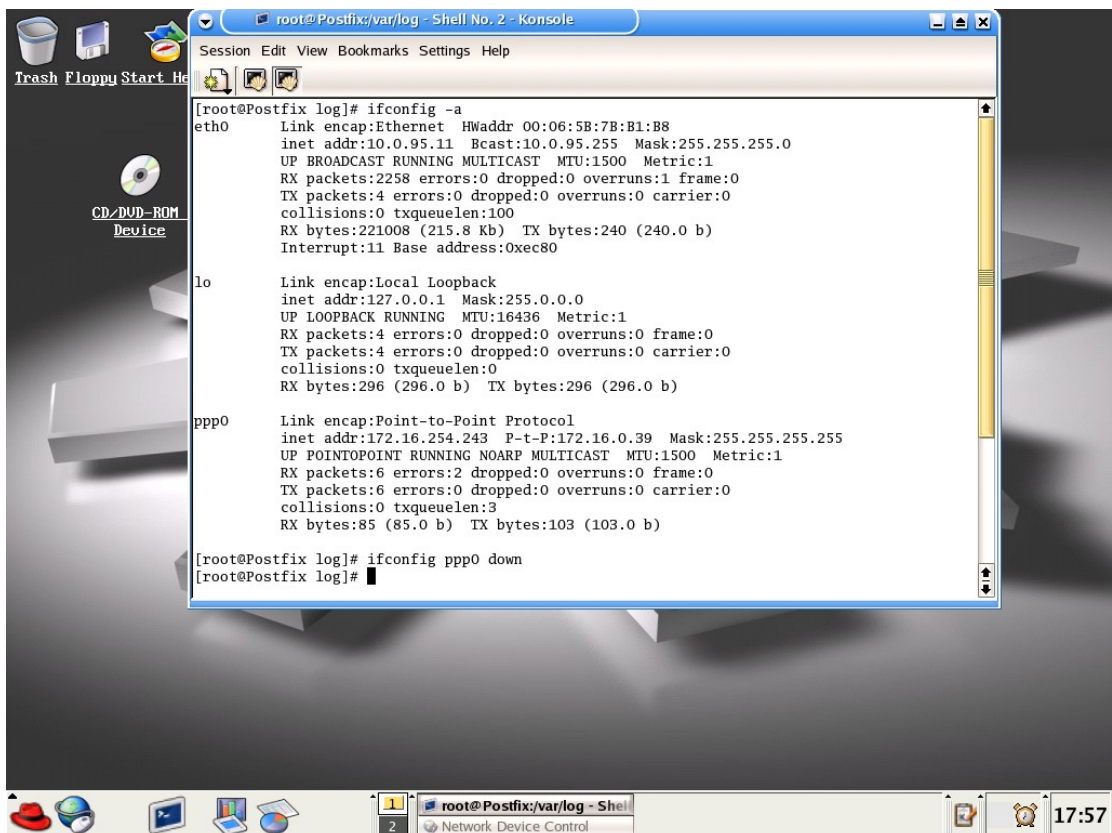 root@Postfix:/var/log - Shell No. 2 - Konsole
Session Edit View Bookmarks Settings Help
Trash Floppy Start He
CD/DVD-ROM
Device
[root@Postfix log]# ifconfig -a
eth0 Link encap:Ethernet HWaddr 00:06:5B:7B:B1:B8
inet addr:10.0.95.11 Bcast:10.0.95.255 Mask:255.255.255.0
UP BROADCAST RUNNING MULTICAST MTU:1500 Metric:1
RX packets:2258 errors:0 dropped:0 overruns:1 frame:0
TX packets:4 errors:0 dropped:0 overruns:0 carrier:0
collisions:0 txqueuelen:100
RX bytes:221008 (215.8 Kb) TX bytes:240 (240.0 b)
Interrupt:11 Base address:0xec80
lo Link encap:Local Loopback
inet addr:127.0.0.1 Mask:255.0.0.0
UP LOOPBACK RUNNING MTU:16436 Metric:1
RX packets:4 errors:0 dropped:0 overruns:0 frame:0
TX packets:4 errors:0 dropped:0 overruns:0 carrier:0
collisions:0 txqueuelen:0
RX bytes:296 (296.0 b) TX bytes:296 (296.0 b)
ppp0 Link encap:Point-to-Point Protocol
inet addr:172.16.254.243 P-t-P:172.16.0.39 Mask:255.255.255.255
UP POINTOPOINT RUNNING NOARP MULTICAST MTU:1500 Metric:1
RX packets:6 errors:2 dropped:0 overruns:0 frame:0
TX packets:6 errors:0 dropped:0 overruns:0 carrier:0
collisions:0 txqueuelen:3
RX bytes:85 (85.0 b) TX bytes:103 (103.0 b)
[root@Postfix log]# ifconfig ppp0 down
[root@Postfix log]#
1 root@Postfix:/var/log - Shell
2 Network Device Control
17:57